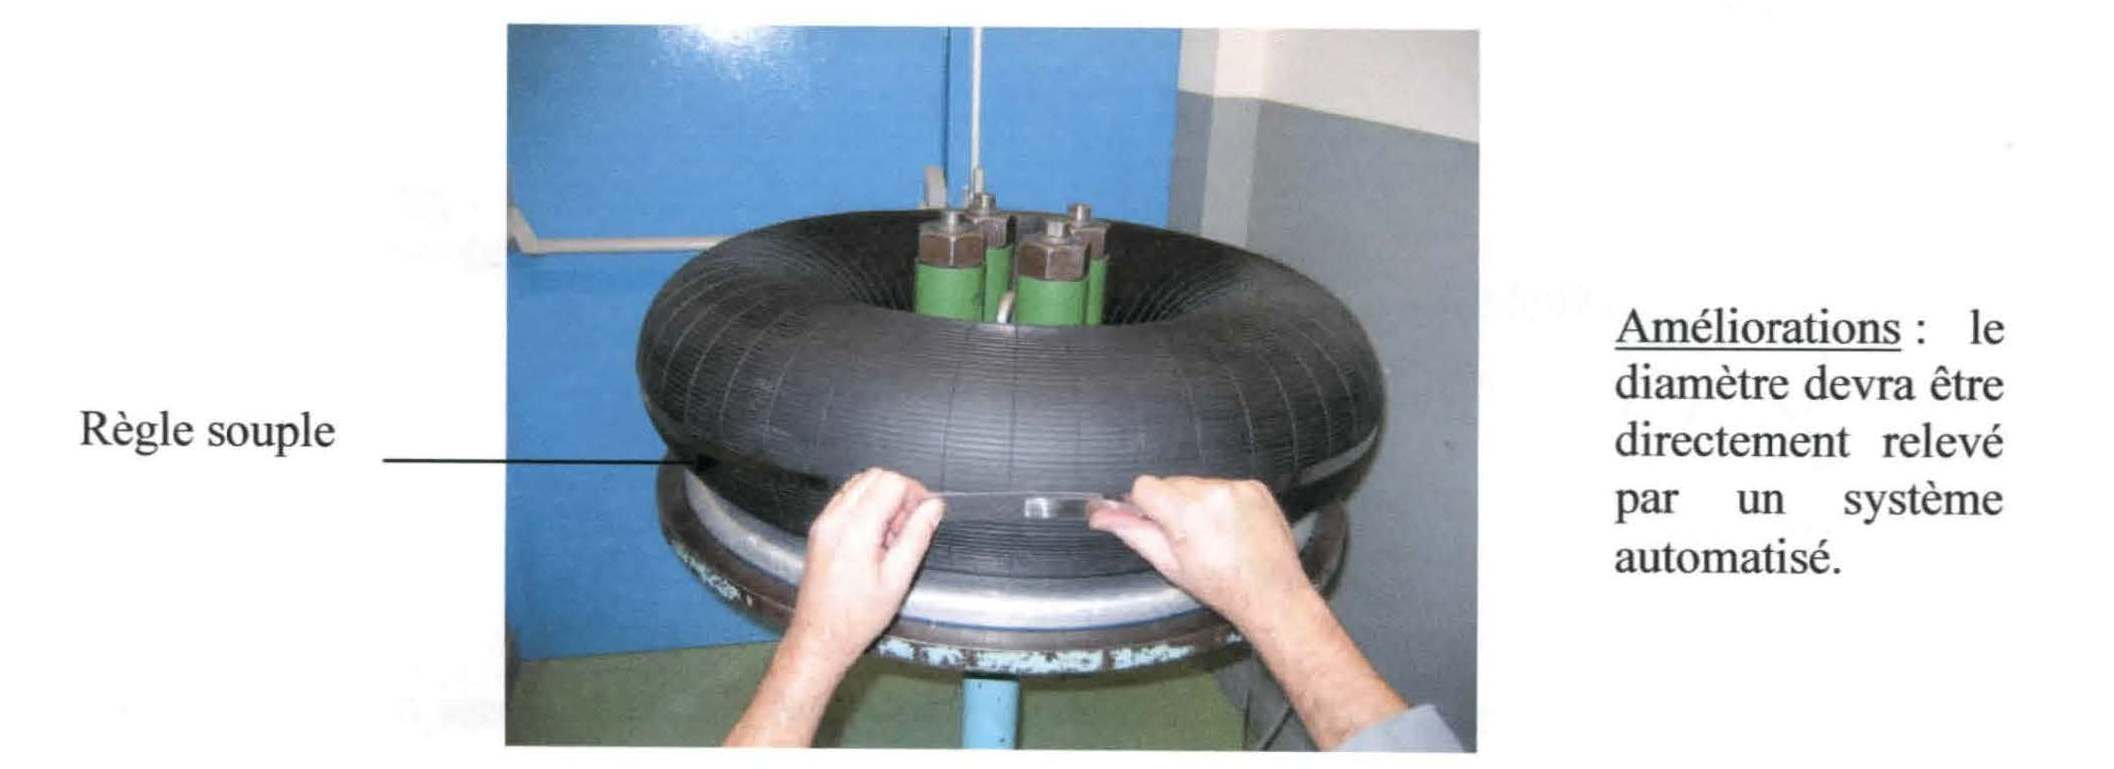 Règle souple
Améliorations : le
diamètre devra être
directement relevé
par un système
automatisé.